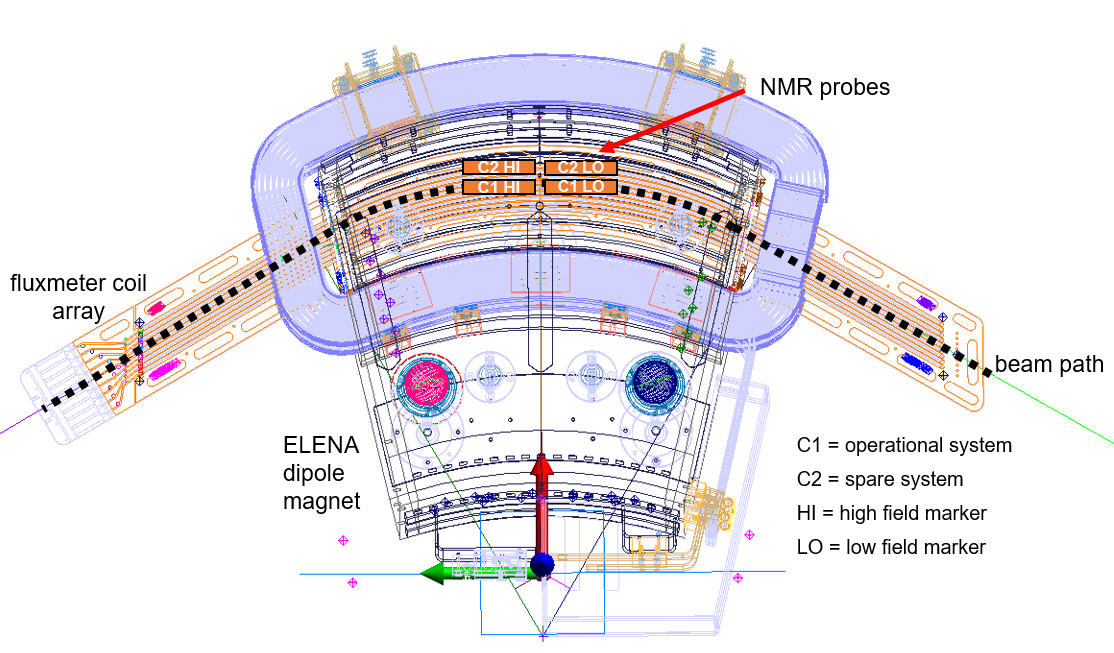 NMR probes
C2 HI C2 LO
C1 HI C1 LO
fluxmeter coil
array
beam path
ELENA
dipole
magnet
C1 = operational system
C2 = spare system
HI = high field marker
LO = low field marker